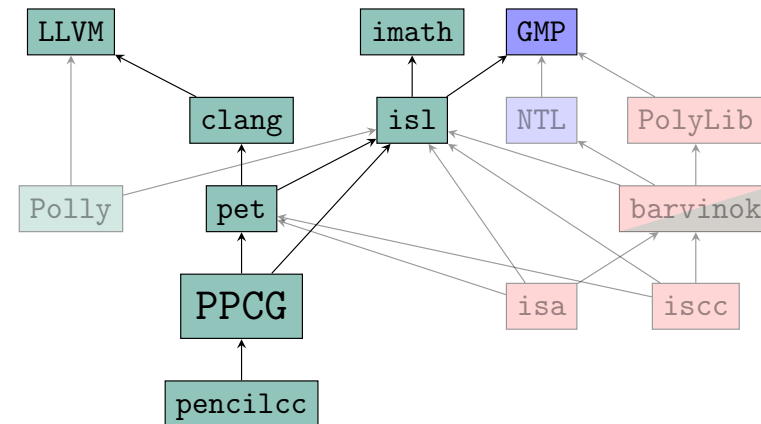 LLVM
imath
GMP
clang
isl
NTL
PolyLib
Polly
pet
barvinok
PPCG
isa
iscc
pencilcc